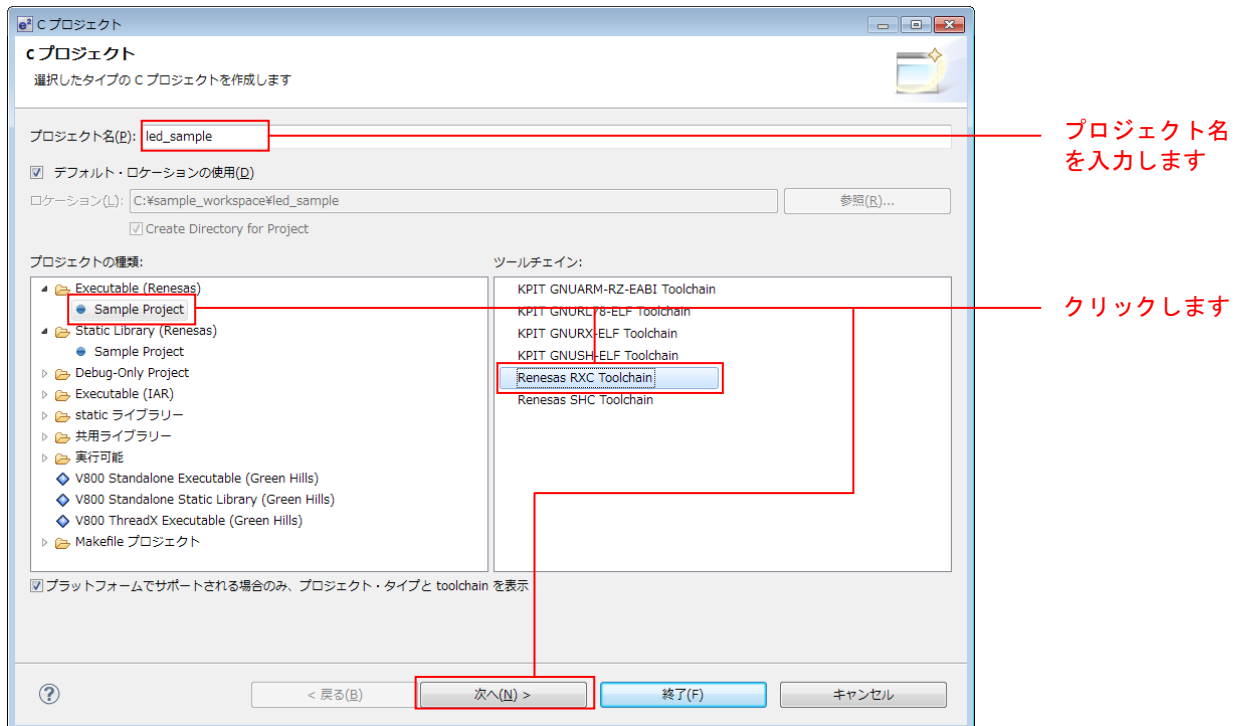 e² C プロジェクト
C プロジェクト
選択したタイプの C プロジェクトを作成します
プロジェクト名(P): led_sample
プロジェクト名
を入力します
デフォルト・ロケーションの使用(D)
ロケーション(L): C:¥sample_workspace¥led_sample 参照(R)...
Create Directory for Project
プロジェクトの種類:
Executable (Renesas)
Sample Project
Static Library (Renesas)
Sample Project
Debug-Only Project
Executable (IAR)
static ライブラリー
共用ライブラリー
実行可能
V800 Standalone Executable (Green Hills)
V800 Standalone Static Library (Green Hills)
V800 ThreadX Executable (Green Hills)
Makefile プロジェクト
ツールチェイン:
KPIT GNUARM-RZ-EABI Toolchain
KPIT GNURL78-ELF Toolchain
KPIT GNURX-ELF Toolchain
KPIT GNUSH-ELF Toolchain
Renesas RXC Toolchain
Renesas SHC Toolchain
クリックします
プラットフォームでサポートされる場合のみ、プロジェクト・タイプと toolchain を表示
? < 戻る(B) 次へ(N) > 終了(F) キャンセル